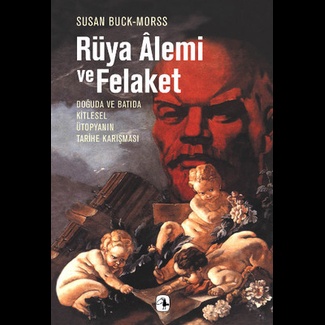 SUSAN BUCK-MORSS
Rüya Âlemi
ve Felaket
DOĞUDA VE BATIDA
KİTLESEL
ÜTOPYANIN
TARİHE KARIŞMASI